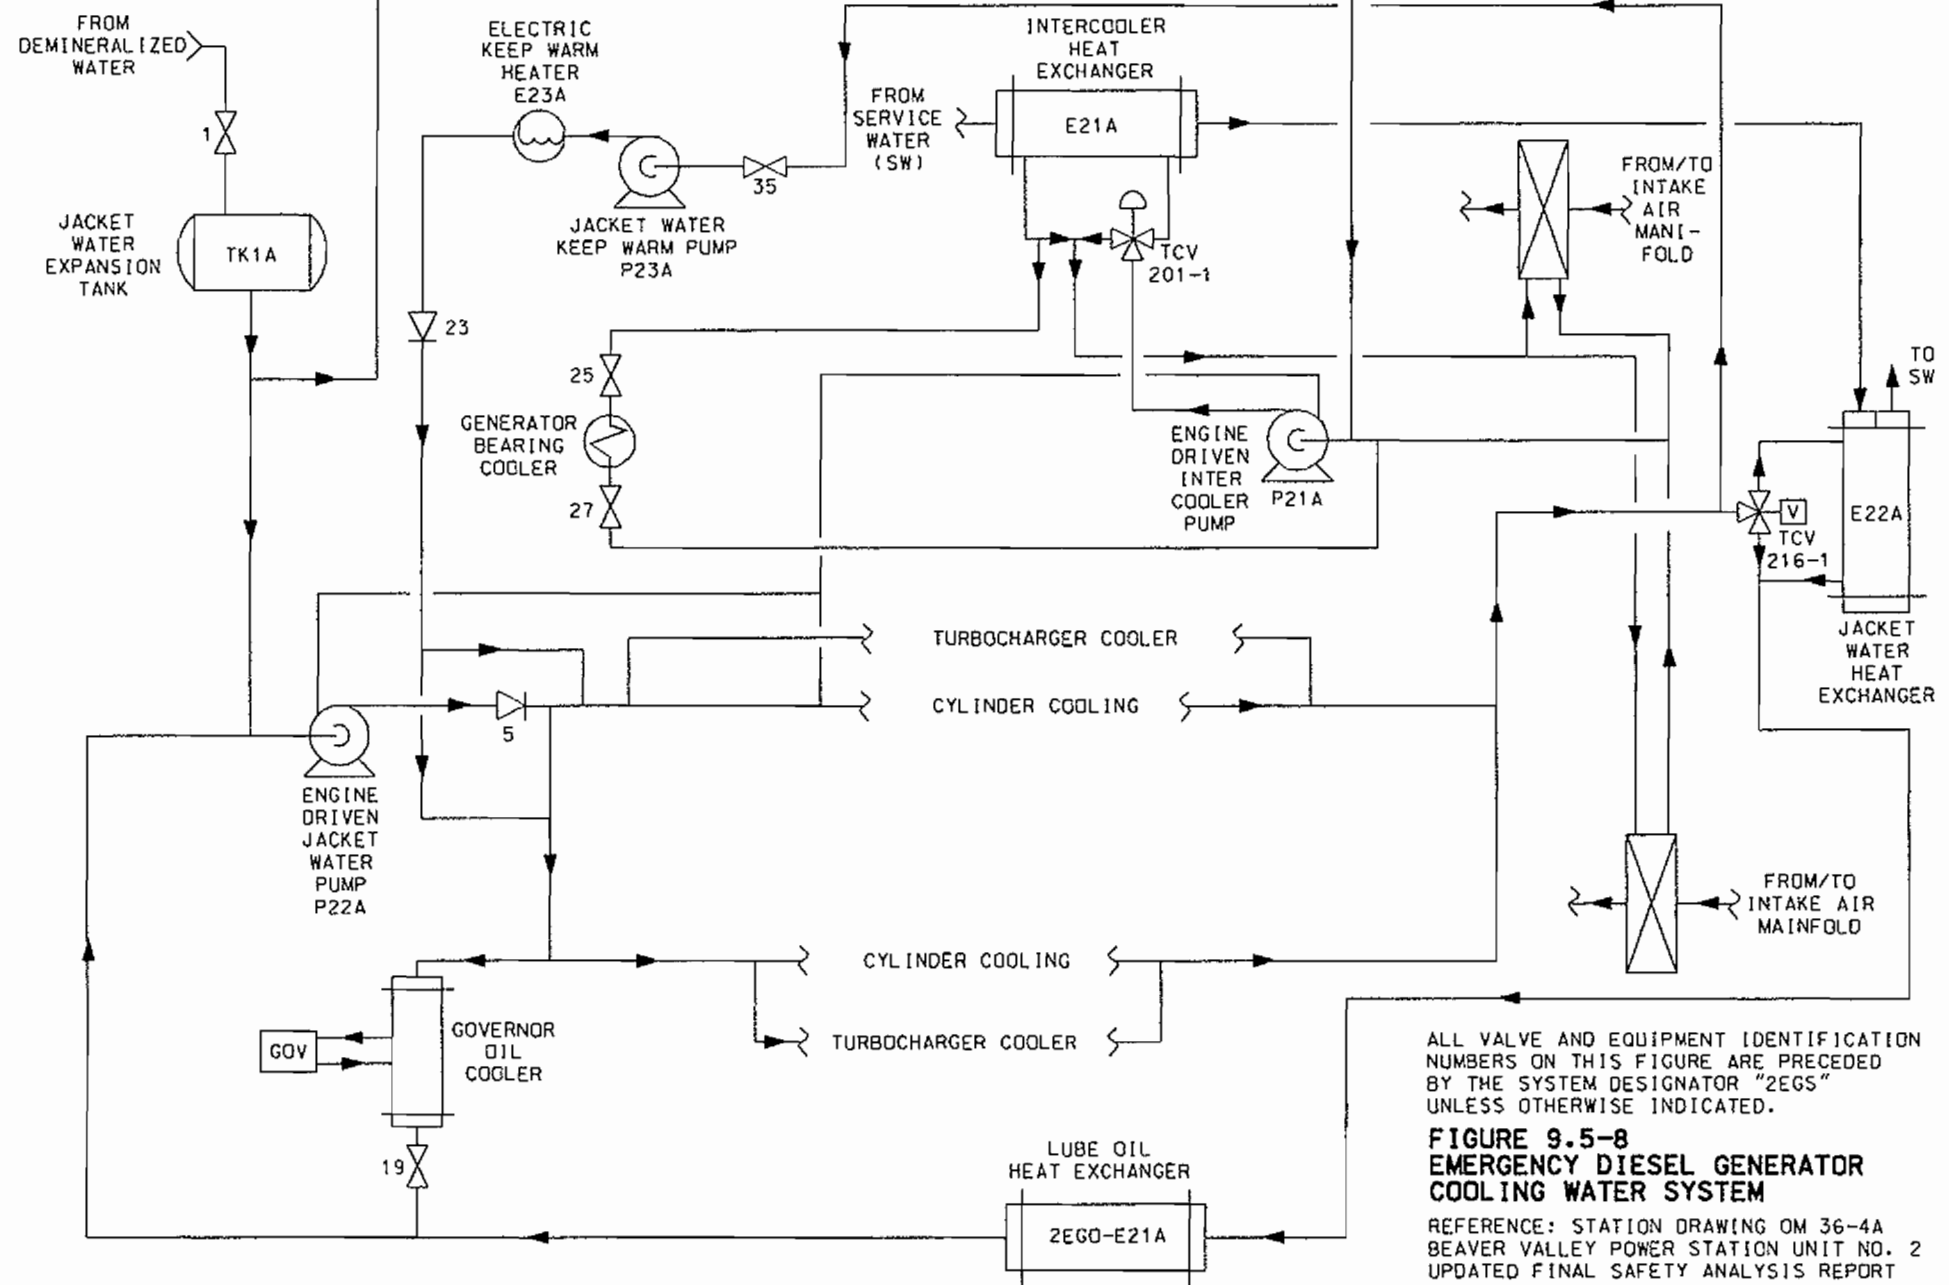 FROM
DEMINERALIZED
WATER
1
JACKET
WATER
EXPANSION
TANK
TK1A
ELECTRIC
KEEP WARM
HEATER
E23A
35
JACKET WATER
KEEP WARM PUMP
P23A
23
FROM
SERVICE
WATER
(SW)
INTERCOOLER
HEAT
EXCHANGER
E21A
TCV
201-1
FROM/TO
INTAKE
AIR
MANI-
FOLD
TO
SW
25
GENERATOR
BEARING
COOLER
27
ENGINE
DRIVEN
INTER
COOLER
PUMP
P21A
V
TCV
216-1
E22A
JACKET
WATER
HEAT
EXCHANGER
TURBOCHARGER COOLER
CYLINDER COOLING
5
ENGINE
DRIVEN
JACKET
WATER
PUMP
P22A
FROM/TO
INTAKE AIR
MAINFOLD
CYLINDER COOLING
TURBOCHARGER COOLER
GOV
GOVERNOR
OIL
COOLER
19
LUBE OIL
HEAT EXCHANGER
2EGO-E21A
ALL VALVE AND EQUIPMENT IDENTIFICATION
NUMBERS ON THIS FIGURE ARE PRECEDED
BY THE SYSTEM DESIGNATOR "2EGS"
UNLESS OTHERWISE INDICATED.
FIGURE 9.5-8
EMERGENCY DIESEL GENERATOR
COOLING WATER SYSTEM
REFERENCE: STATION DRAWING OM 36-4A
BEAVER VALLEY POWER STATION UNIT NO. 2
UPDATED FINAL SAFETY ANALYSIS REPORT